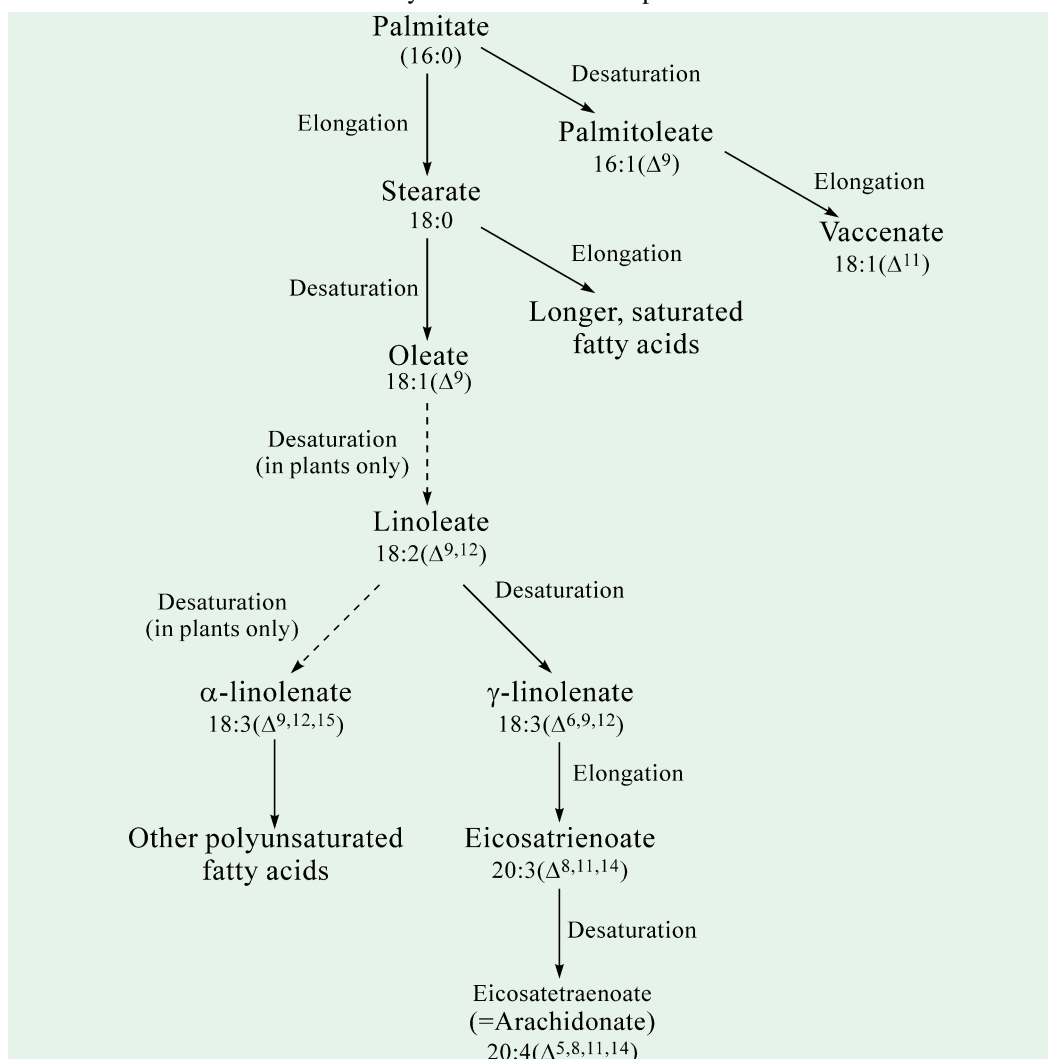 Palmitate
(16:0)
Desaturation
Elongation
Palmitoleate
16:1(Δ⁹)
Elongation
Stearate
18:0
Vaccenate
18:1(Δ¹¹)
Elongation
Desaturation
Longer, saturated
fatty acids
Oleate
18:1(Δ⁹)
Desaturation
(in plants only)
Linoleate
18:2(Δ⁹,¹²)
Desaturation
Desaturation
(in plants only)
α-linolenate
18:3(Δ⁹,¹²,¹⁵)
γ-linolenate
18:3(Δ⁶,⁹,¹²)
Elongation
Other polyunsaturated
fatty acids
Eicosatrienoate
20:3(Δ⁸,¹¹,¹⁴)
Desaturation
Eicosatetraenoate
(=Arachidonate)
20:4(Δ⁵,⁸,¹¹,¹⁴)